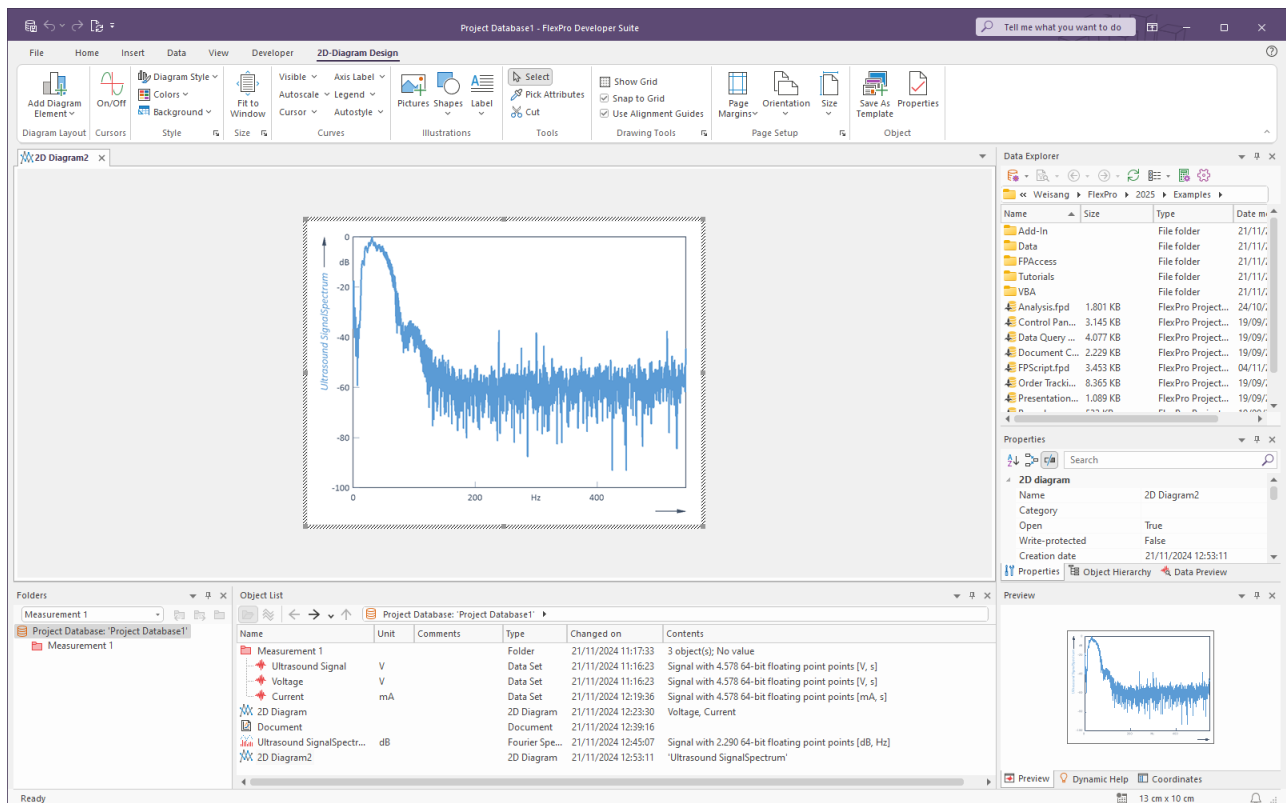 Project Database1 - FlexPro Developer Suite
Tell me what you want to do
File Home Insert Data View Developer 2D-Diagram Design
Add Diagram Element
Diagram Layout
On/Off
Cursors
Diagram Style
Colors
Background
Style
Fit to Window
Size
Visible Axis Label
Autoscale Legend
Cursor Autostyle
Curves
Pictures Shapes Label
Illustrations
Select
Pick Attributes
Cut
Tools
Show Grid
Snap to Grid
Use Alignment Guides
Drawing Tools
Page Margins Orientation Size
Page Setup
Save As Template Properties
Object
2D Diagram2
Ultrasound SignalSpectrum
0
dB
-20
-40
-60
-80
-100
0 200 Hz 400
Data Explorer
« Weisang FlexPro 2025 Examples
Name Size Type Date
Add-In File folder 21/11/
Data File folder 21/11/
FPAccess File folder 21/11/
Tutorials File folder 21/11/
VBA File folder 21/11/
Analysis.fpd 1.801 KB FlexPro Project... 24/10/
Control Pan... 3.145 KB FlexPro Project... 19/09/
Data Query ... 4.077 KB FlexPro Project... 19/09/
Document C... 2.229 KB FlexPro Project... 19/09/
FPScript.fpd 3.453 KB FlexPro Project... 04/11/
Order Tracki... 8.365 KB FlexPro Project... 19/09/
Presentation... 1.089 KB FlexPro Project... 19/09/
Properties
Search
2D diagram
Name 2D Diagram2
Category
Open True
Write-protected False
Creation date 21/11/2024 12:53:11
Properties Object Hierarchy Data Preview
Folders
Measurement 1
Project Database: 'Project Database1'
Measurement 1
Object List
Project Database: 'Project Database1'
Name Unit Comments Type Changed on Contents
Measurement 1 Folder 21/11/2024 11:17:33 3 object(s); No value
Ultrasound Signal V Data Set 21/11/2024 11:16:23 Signal with 4.578 64-bit floating point points [V, s]
Voltage V Data Set 21/11/2024 11:16:23 Signal with 4.578 64-bit floating point points [V, s]
Current mA Data Set 21/11/2024 12:19:36 Signal with 4.578 64-bit floating point points [mA, s]
2D Diagram 2D Diagram 21/11/2024 12:23:30 Voltage, Current
Document Document 21/11/2024 12:39:16
Ultrasound SignalSpectr... dB Fourier Spe... 21/11/2024 12:45:07 Signal with 2.290 64-bit floating point points [dB, Hz]
2D Diagram2 2D Diagram 21/11/2024 12:53:11 'Ultrasound SignalSpectrum'
Preview
Preview Dynamic Help Coordinates
Ready
13 cm x 10 cm